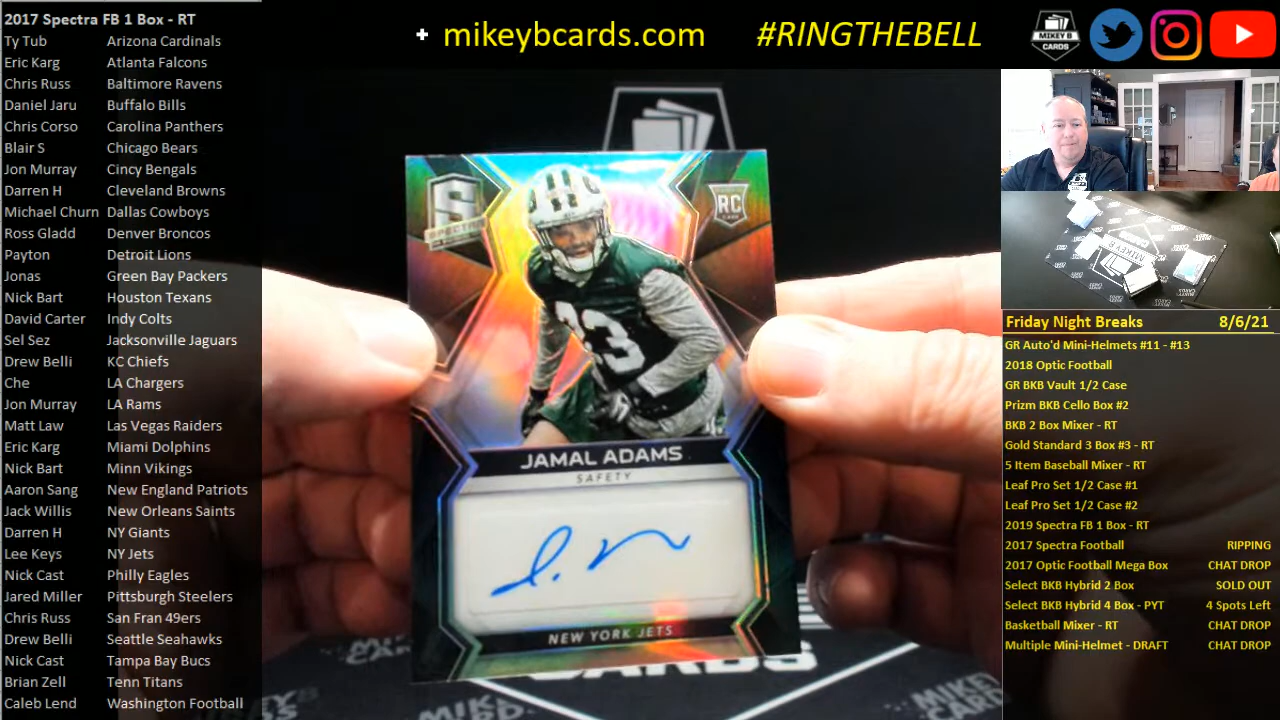 2017 Spectra FB 1 Box - RT
Ty Tub Arizona Cardinals
Eric Karg Atlanta Falcons
Chris Russ Baltimore Ravens
Daniel Jaru Buffalo Bills
Chris Corso Carolina Panthers
Blair S Chicago Bears
Jon Murray Cincy Bengals
Darren H Cleveland Browns
Michael Churn Dallas Cowboys
Ross Gladd Denver Broncos
Payton Detroit Lions
Jonas Green Bay Packers
Nick Bart Houston Texans
David Carter Indy Colts
Sel Sez Jacksonville Jaguars
Drew Belli KC Chiefs
Che LA Chargers
Jon Murray LA Rams
Matt Law Las Vegas Raiders
Eric Karg Miami Dolphins
Nick Bart Minn Vikings
Aaron Sang New England Patriots
Jack Willis New Orleans Saints
Darren H NY Giants
Lee Keys NY Jets
Nick Cast Philly Eagles
Jared Miller Pittsburgh Steelers
Chris Russ San Fran 49ers
Drew Belli Seattle Seahawks
Nick Cast Tampa Bay Bucs
Brian Zell Tenn Titans
Caleb Lend Washington Football
+ mikeybcards.com #RINGTHEBELL
MIKEY B
CARDS
S
SPECTRA
RC
33
JAMAL ADAMS
SAFETY
NEW YORK JETS
CARDS
MIKEY
CARDS
MIKEY B
Friday Night Breaks 8/6/21
GR Auto'd Mini-Helmets #11 - #13
2018 Optic Football
GR BKB Vault 1/2 Case
Prizm BKB Cello Box #2
BKB 2 Box Mixer - RT
Gold Standard 3 Box #3 - RT
5 Item Baseball Mixer - RT
Leaf Pro Set 1/2 Case #1
Leaf Pro Set 1/2 Case #2
2019 Spectra FB 1 Box - RT
2017 Spectra Football RIPPING
2017 Optic Football Mega Box CHAT DROP
Select BKB Hybrid 2 Box SOLD OUT
Select BKB Hybrid 4 Box - PYT 4 Spots Left
Basketball Mixer - RT CHAT DROP
Multiple Mini-Helmet - DRAFT CHAT DROP